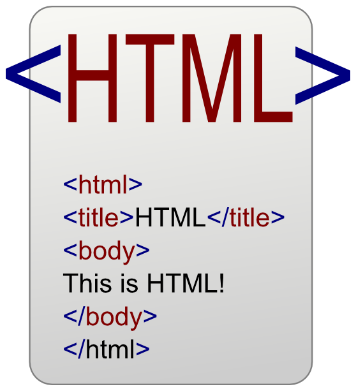 <HTML>
<html>
<title>HTML</title>
<body>
This is HTML!
</body>
</html>